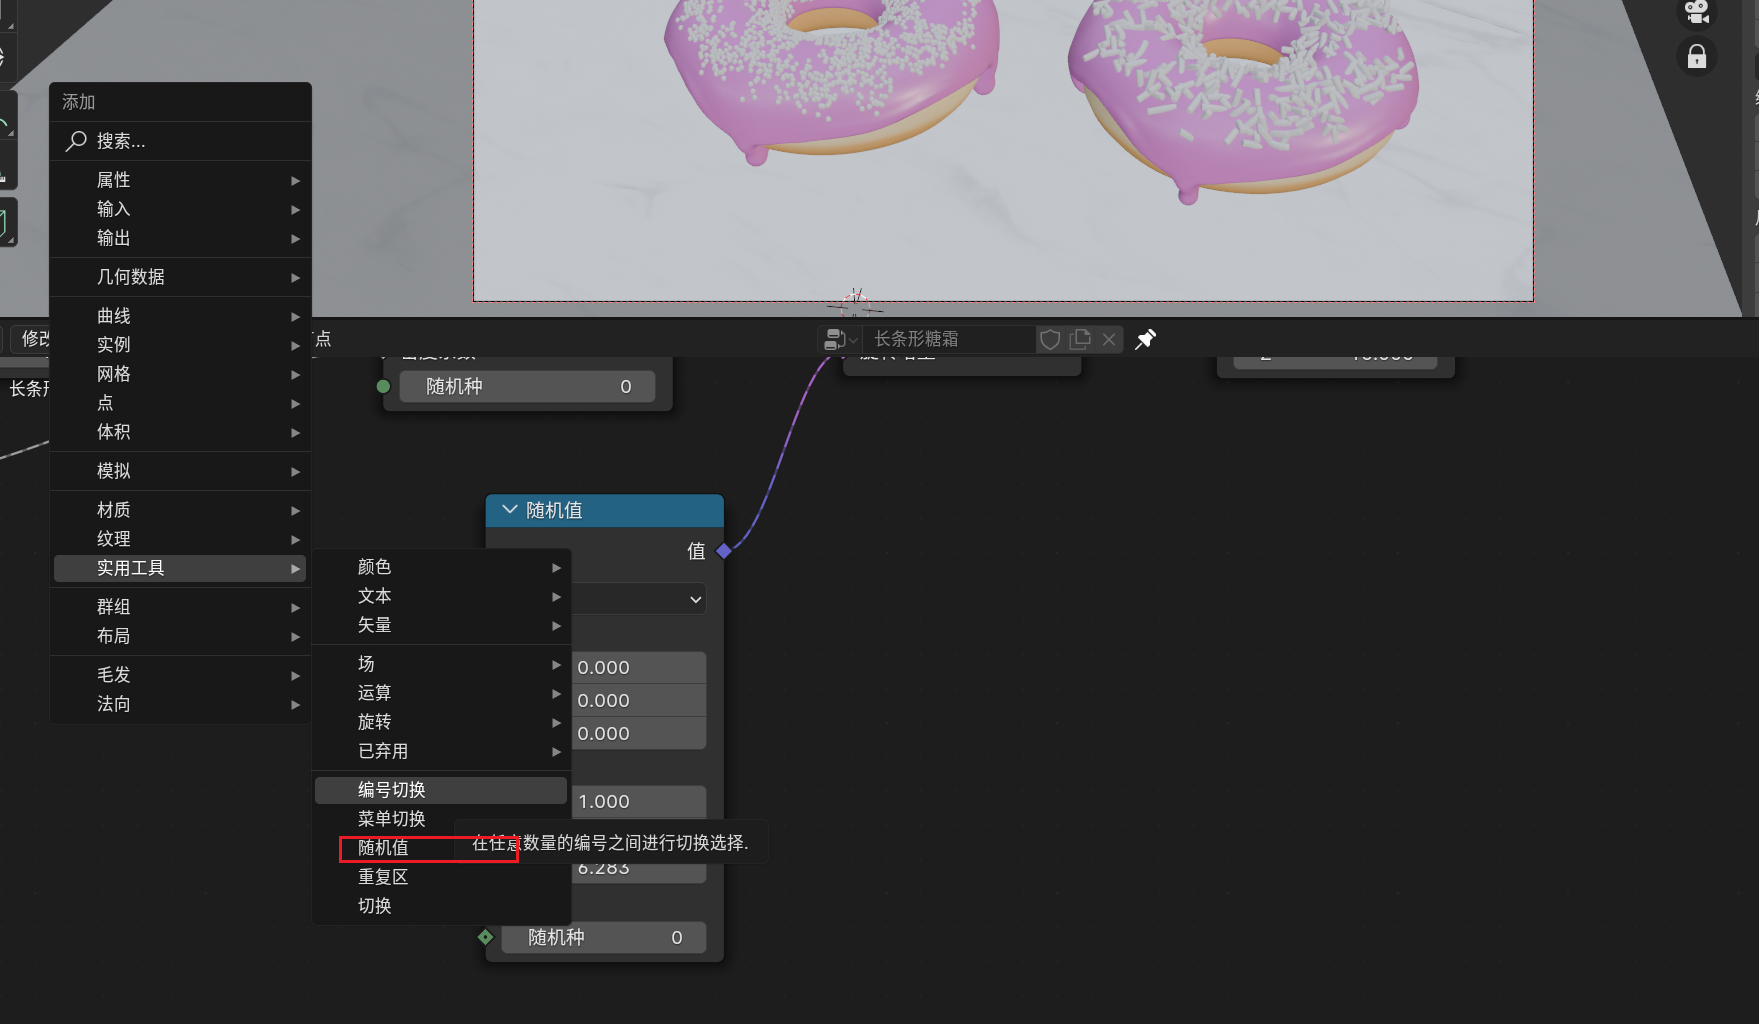 添加
搜索...
属性
输入
输出
几何数据
曲线
实例
网格
点
体积
模拟
材质
纹理
实用工具
群组
布局
毛发
法向
修改
点
长条形糖霜
长条形
随机种 0
随机值
值
颜色
文本
矢量
场
运算
旋转
已弃用
编号切换
菜单切换
随机值
重复区
切换
在任意数量的编号之间进行切换选择.
0.000
0.000
0.000
1.000
6.283
随机种 0